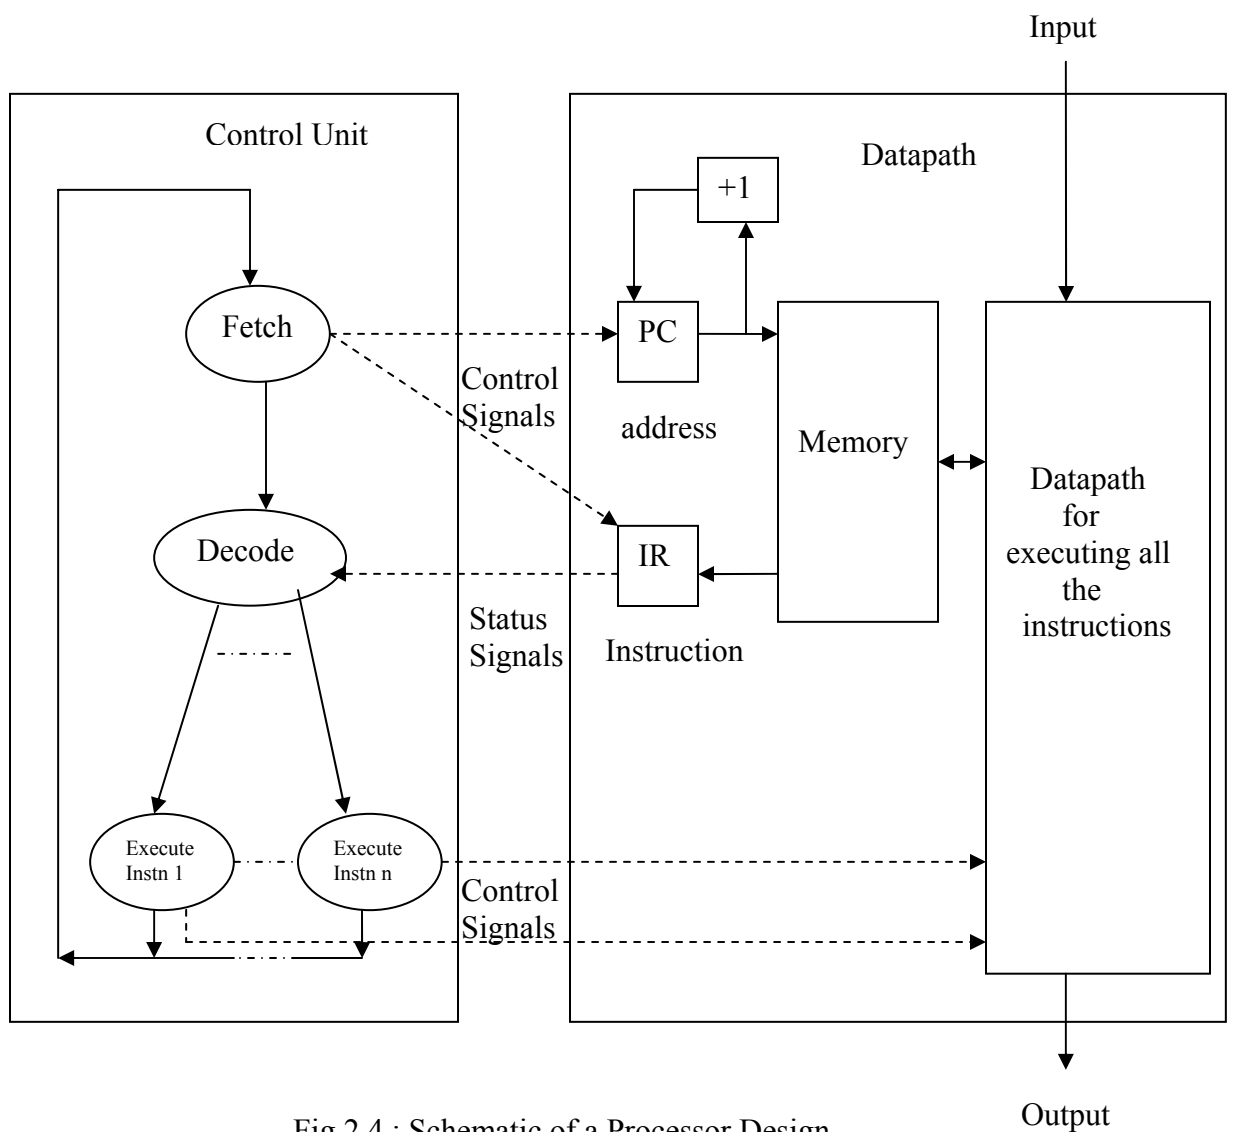 Input
Control Unit
Datapath
+1
Fetch
PC
Control
Signals
address
Memory
Datapath
for
executing all
the
instructions
Decode
IR
Status
Signals
Instruction
Execute
Instn 1
Execute
Instn n
Control
Signals
Output
Fig 2.4 : Schematic of a Processor Design